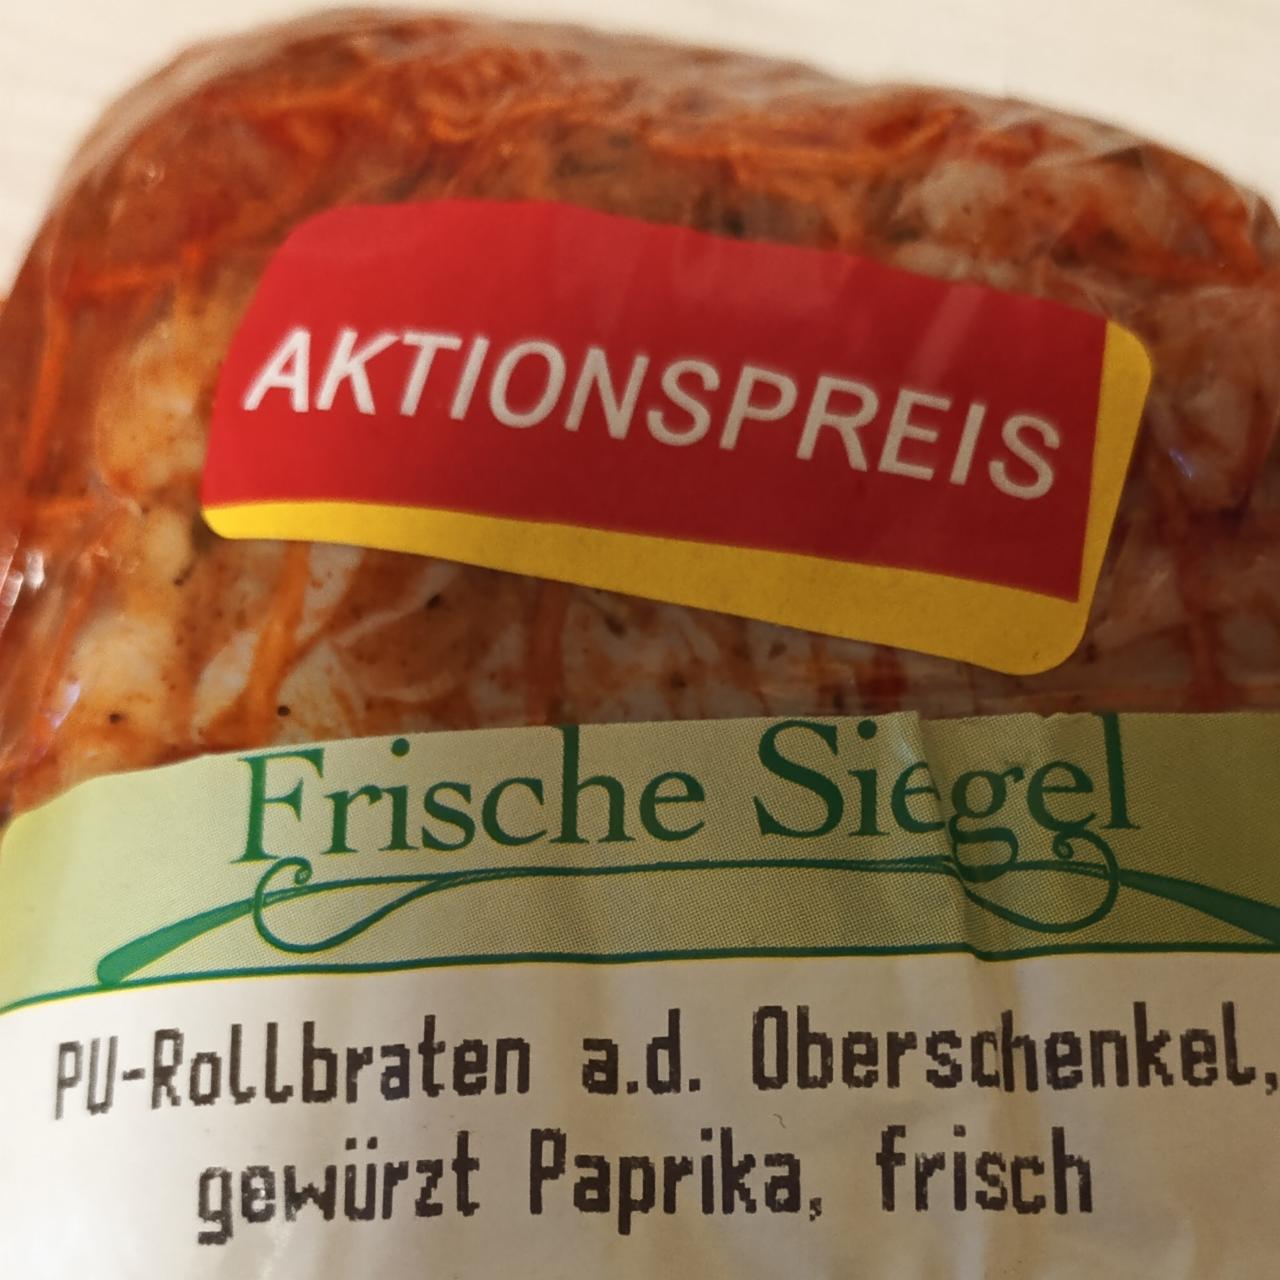 AKTIONSPREIS
Frische Siegel
PU-Rollbraten a.d. Oberschenkel,
gewürzt Paprika, frisch